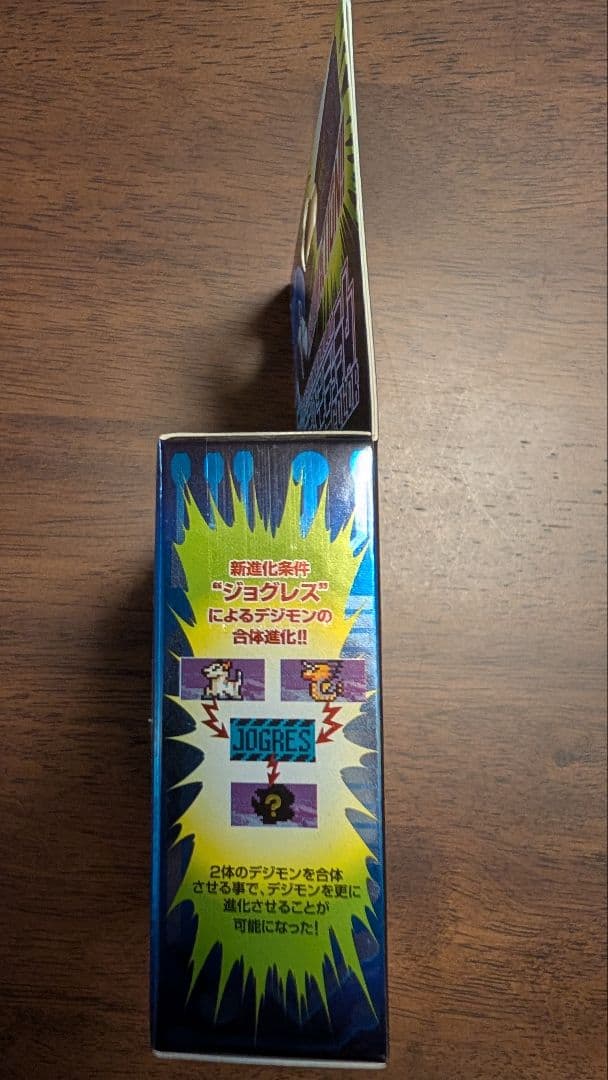 新進化条件
“ジョグレス”
によるデジモンの
合体進化!!
JOGRES
?
2体のデジモンを合体
させる事で、デジモンを更に
進化させることが
可能になった!